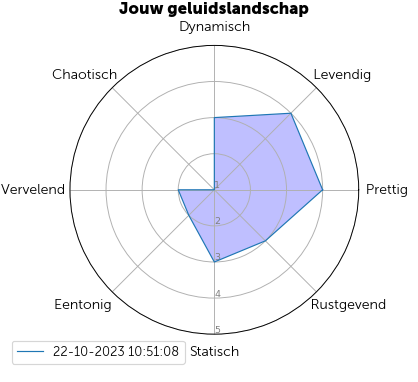 Jouw geluidslandschap
Dynamisch
Chaotisch
Levendig
Vervelend
1
Prettig
2
3
4
Eentonig
Rustgevend
5
22-10-2023 10:51:08
Statisch